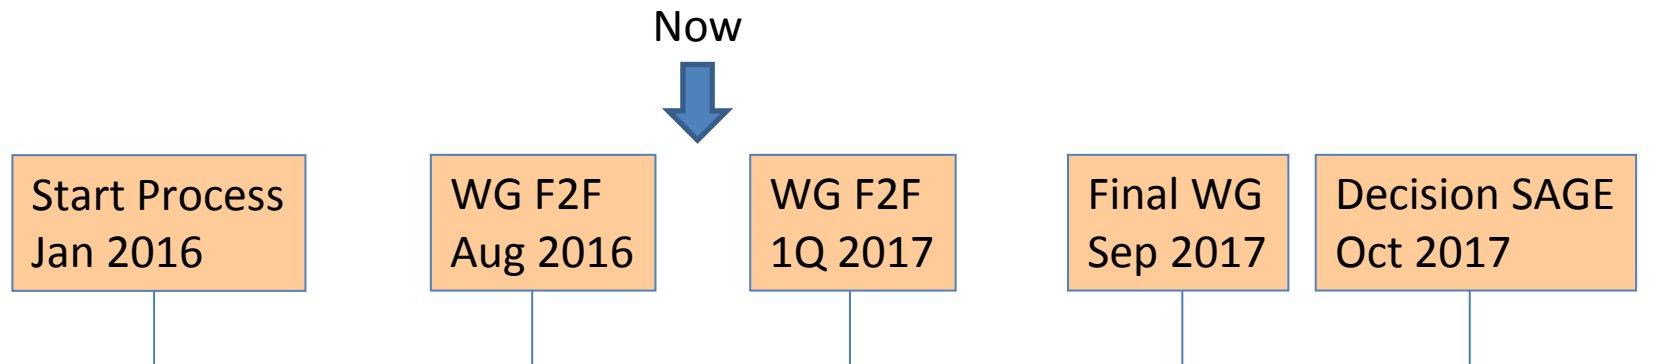 Now
Start Process
Jan 2016
WG F2F
Aug 2016
WG F2F
1Q 2017
Final WG
Sep 2017
Decision SAGE
Oct 2017